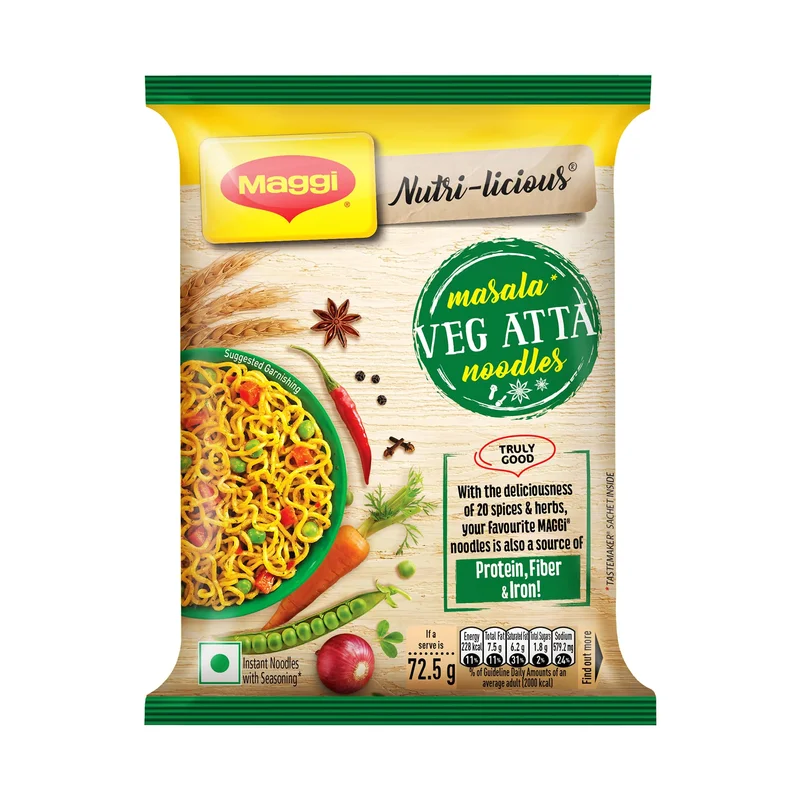 Maggi®
Nutri-licious®
masala*
VEG ATTA
noodles
Suggested Garnishing
TRULY
GOOD
With the deliciousness
of 20 spices & herbs,
your favourite MAGGI®
noodles is also a source of
Protein, Fiber
& Iron!
*TASTEMAKER® SACHET INSIDE
Instant Noodles
with Seasoning*
If a
serve is
72.5 g
Energy Total Fat Saturated Fat Total Sugars Sodium
228 kcal 7.5 g 6.2 g 1.8 g 579.2 mg
11% 11% 31% 2% 24%
% of Guideline Daily Amounts of an
average adult (2000 kcal)
Find out more